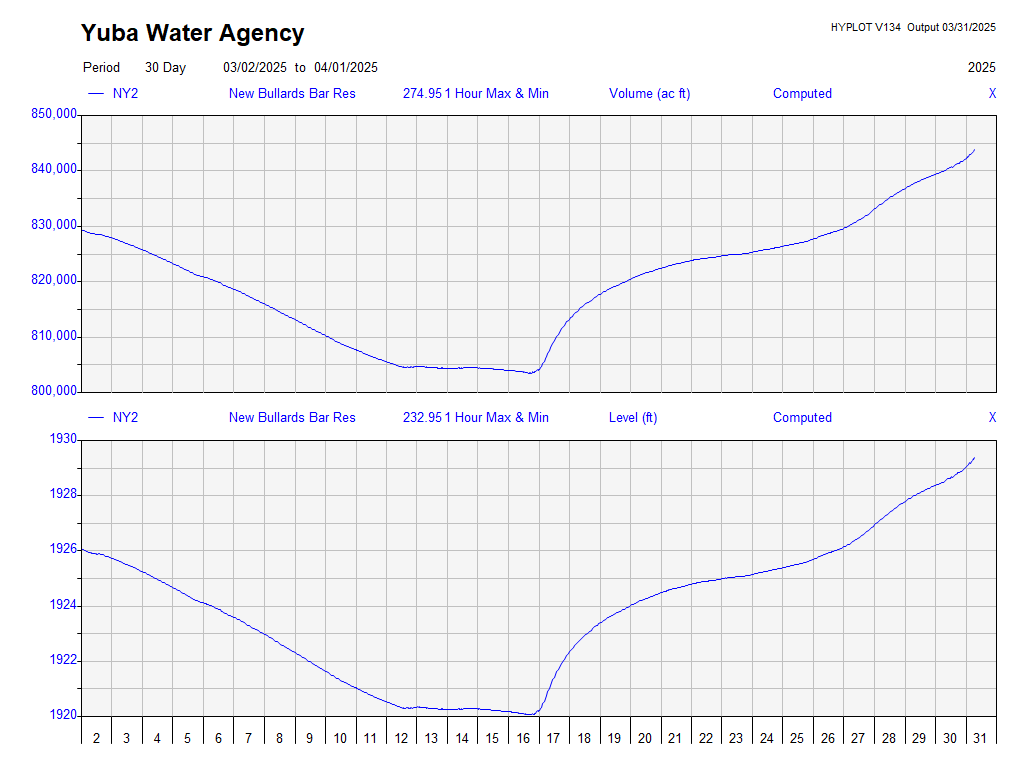 Yuba Water Agency
HYPLOT V134 Output 03/31/2025
Period 30 Day 03/02/2025 to 04/01/2025 2025
NY2 New Bullards Bar Res 274.95 1 Hour Max & Min Volume (ac ft) Computed X
850,000
840,000
830,000
820,000
810,000
800,000
NY2 New Bullards Bar Res 232.95 1 Hour Max & Min Level (ft) Computed X
1930
1928
1926
1924
1922
1920
2 3 4 5 6 7 8 9 10 11 12 13 14 15 16 17 18 19 20 21 22 23 24 25 26 27 28 29 30 31